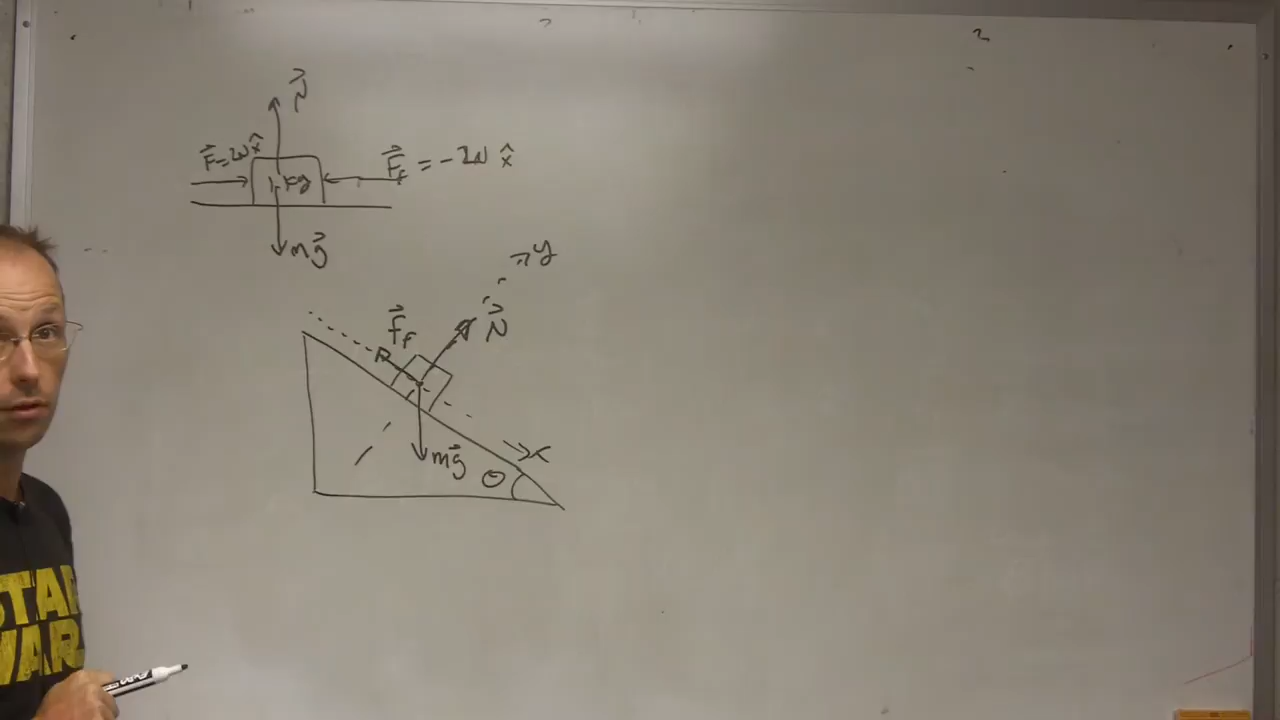 N⃗
F⃗=2N x̂
1 kg
F⃗f = -2N x̂
mg⃗
y
F⃗f
N⃗
mg⃗
x
θ
STAR
WARS